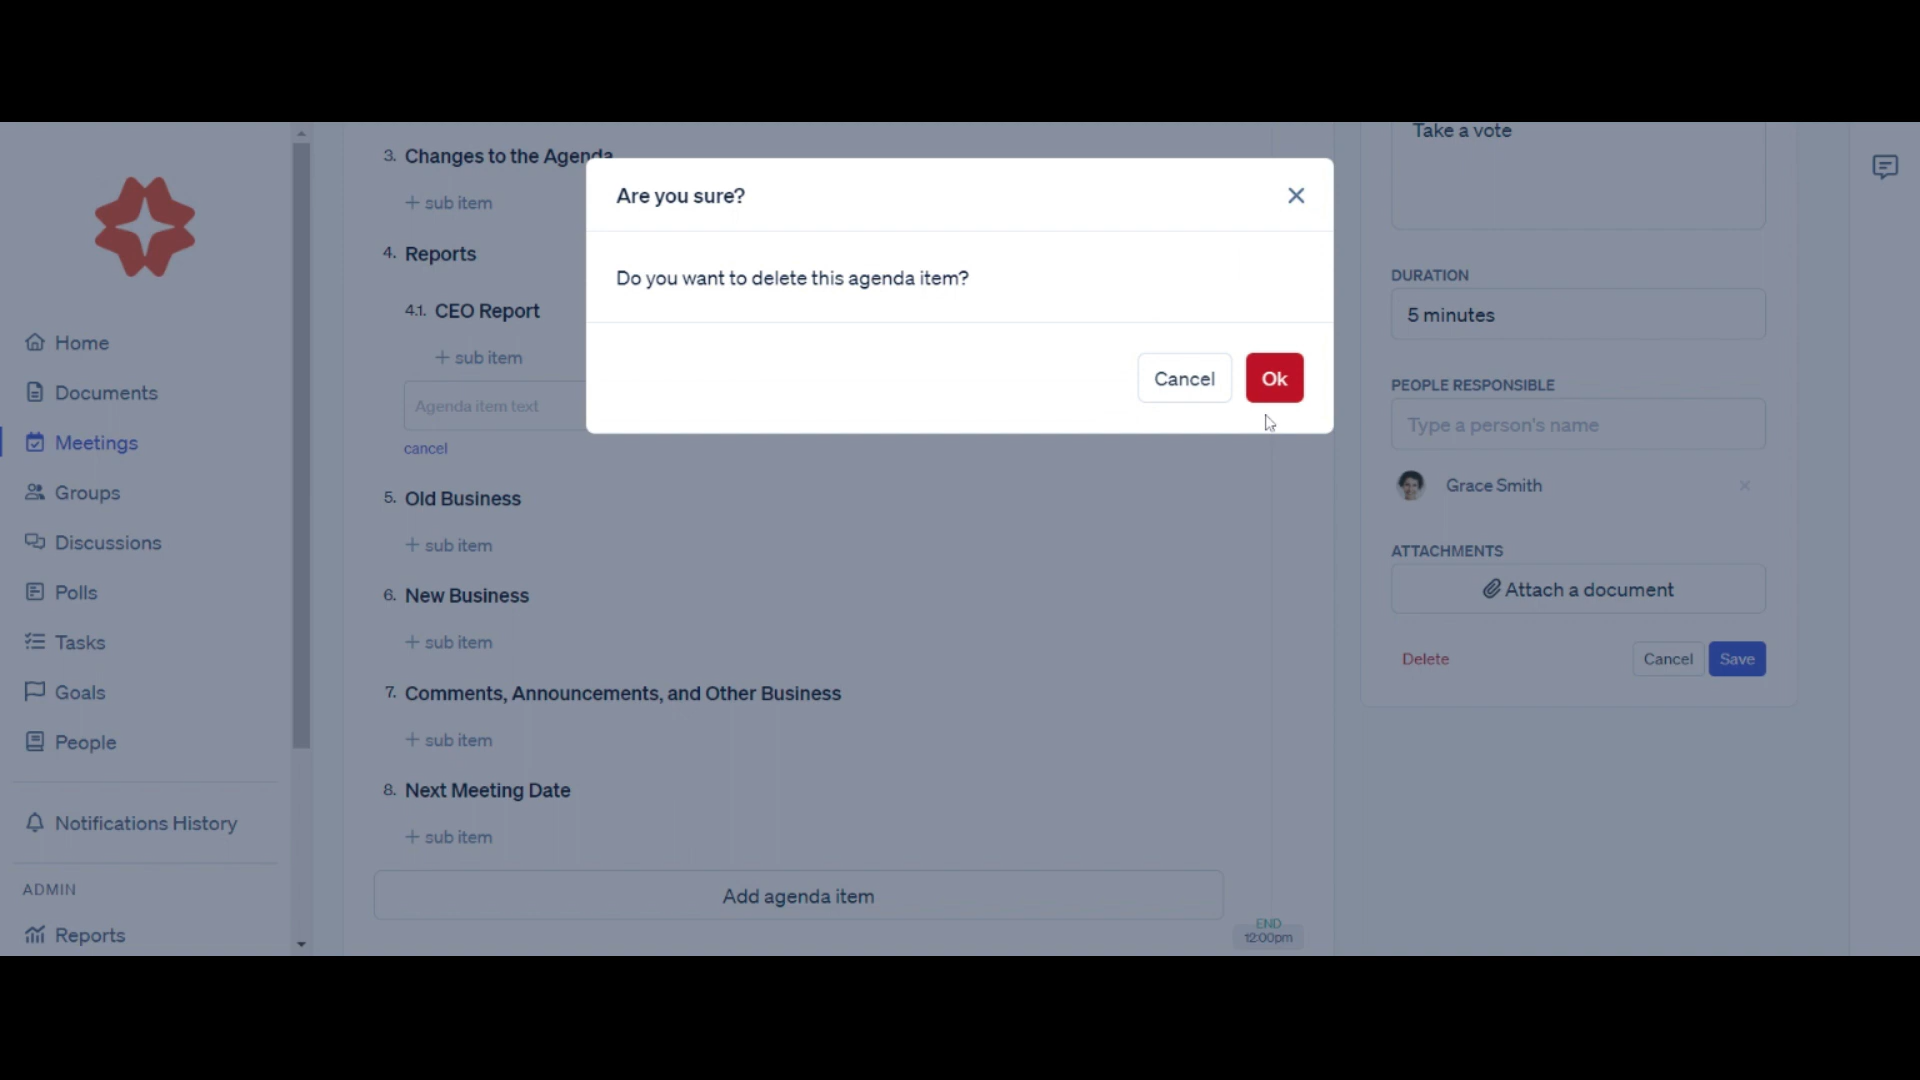 3. Changes to the Agenda
+ sub item
4. Reports
4.1. CEO Report
+ sub item
Agenda item text
cancel
5. Old Business
+ sub item
6. New Business
+ sub item
7. Comments, Announcements, and Other Business
+ sub item
8. Next Meeting Date
+ sub item
Add agenda item
END
12:00pm
Are you sure?
Do you want to delete this agenda item?
Cancel
Ok
Home
Documents
Meetings
Groups
Discussions
Polls
Tasks
Goals
People
Notifications History
ADMIN
Reports
Take a vote
DURATION
5 minutes
PEOPLE RESPONSIBLE
Type a person's name
Grace Smith
ATTACHMENTS
Attach a document
Delete
Cancel
Save